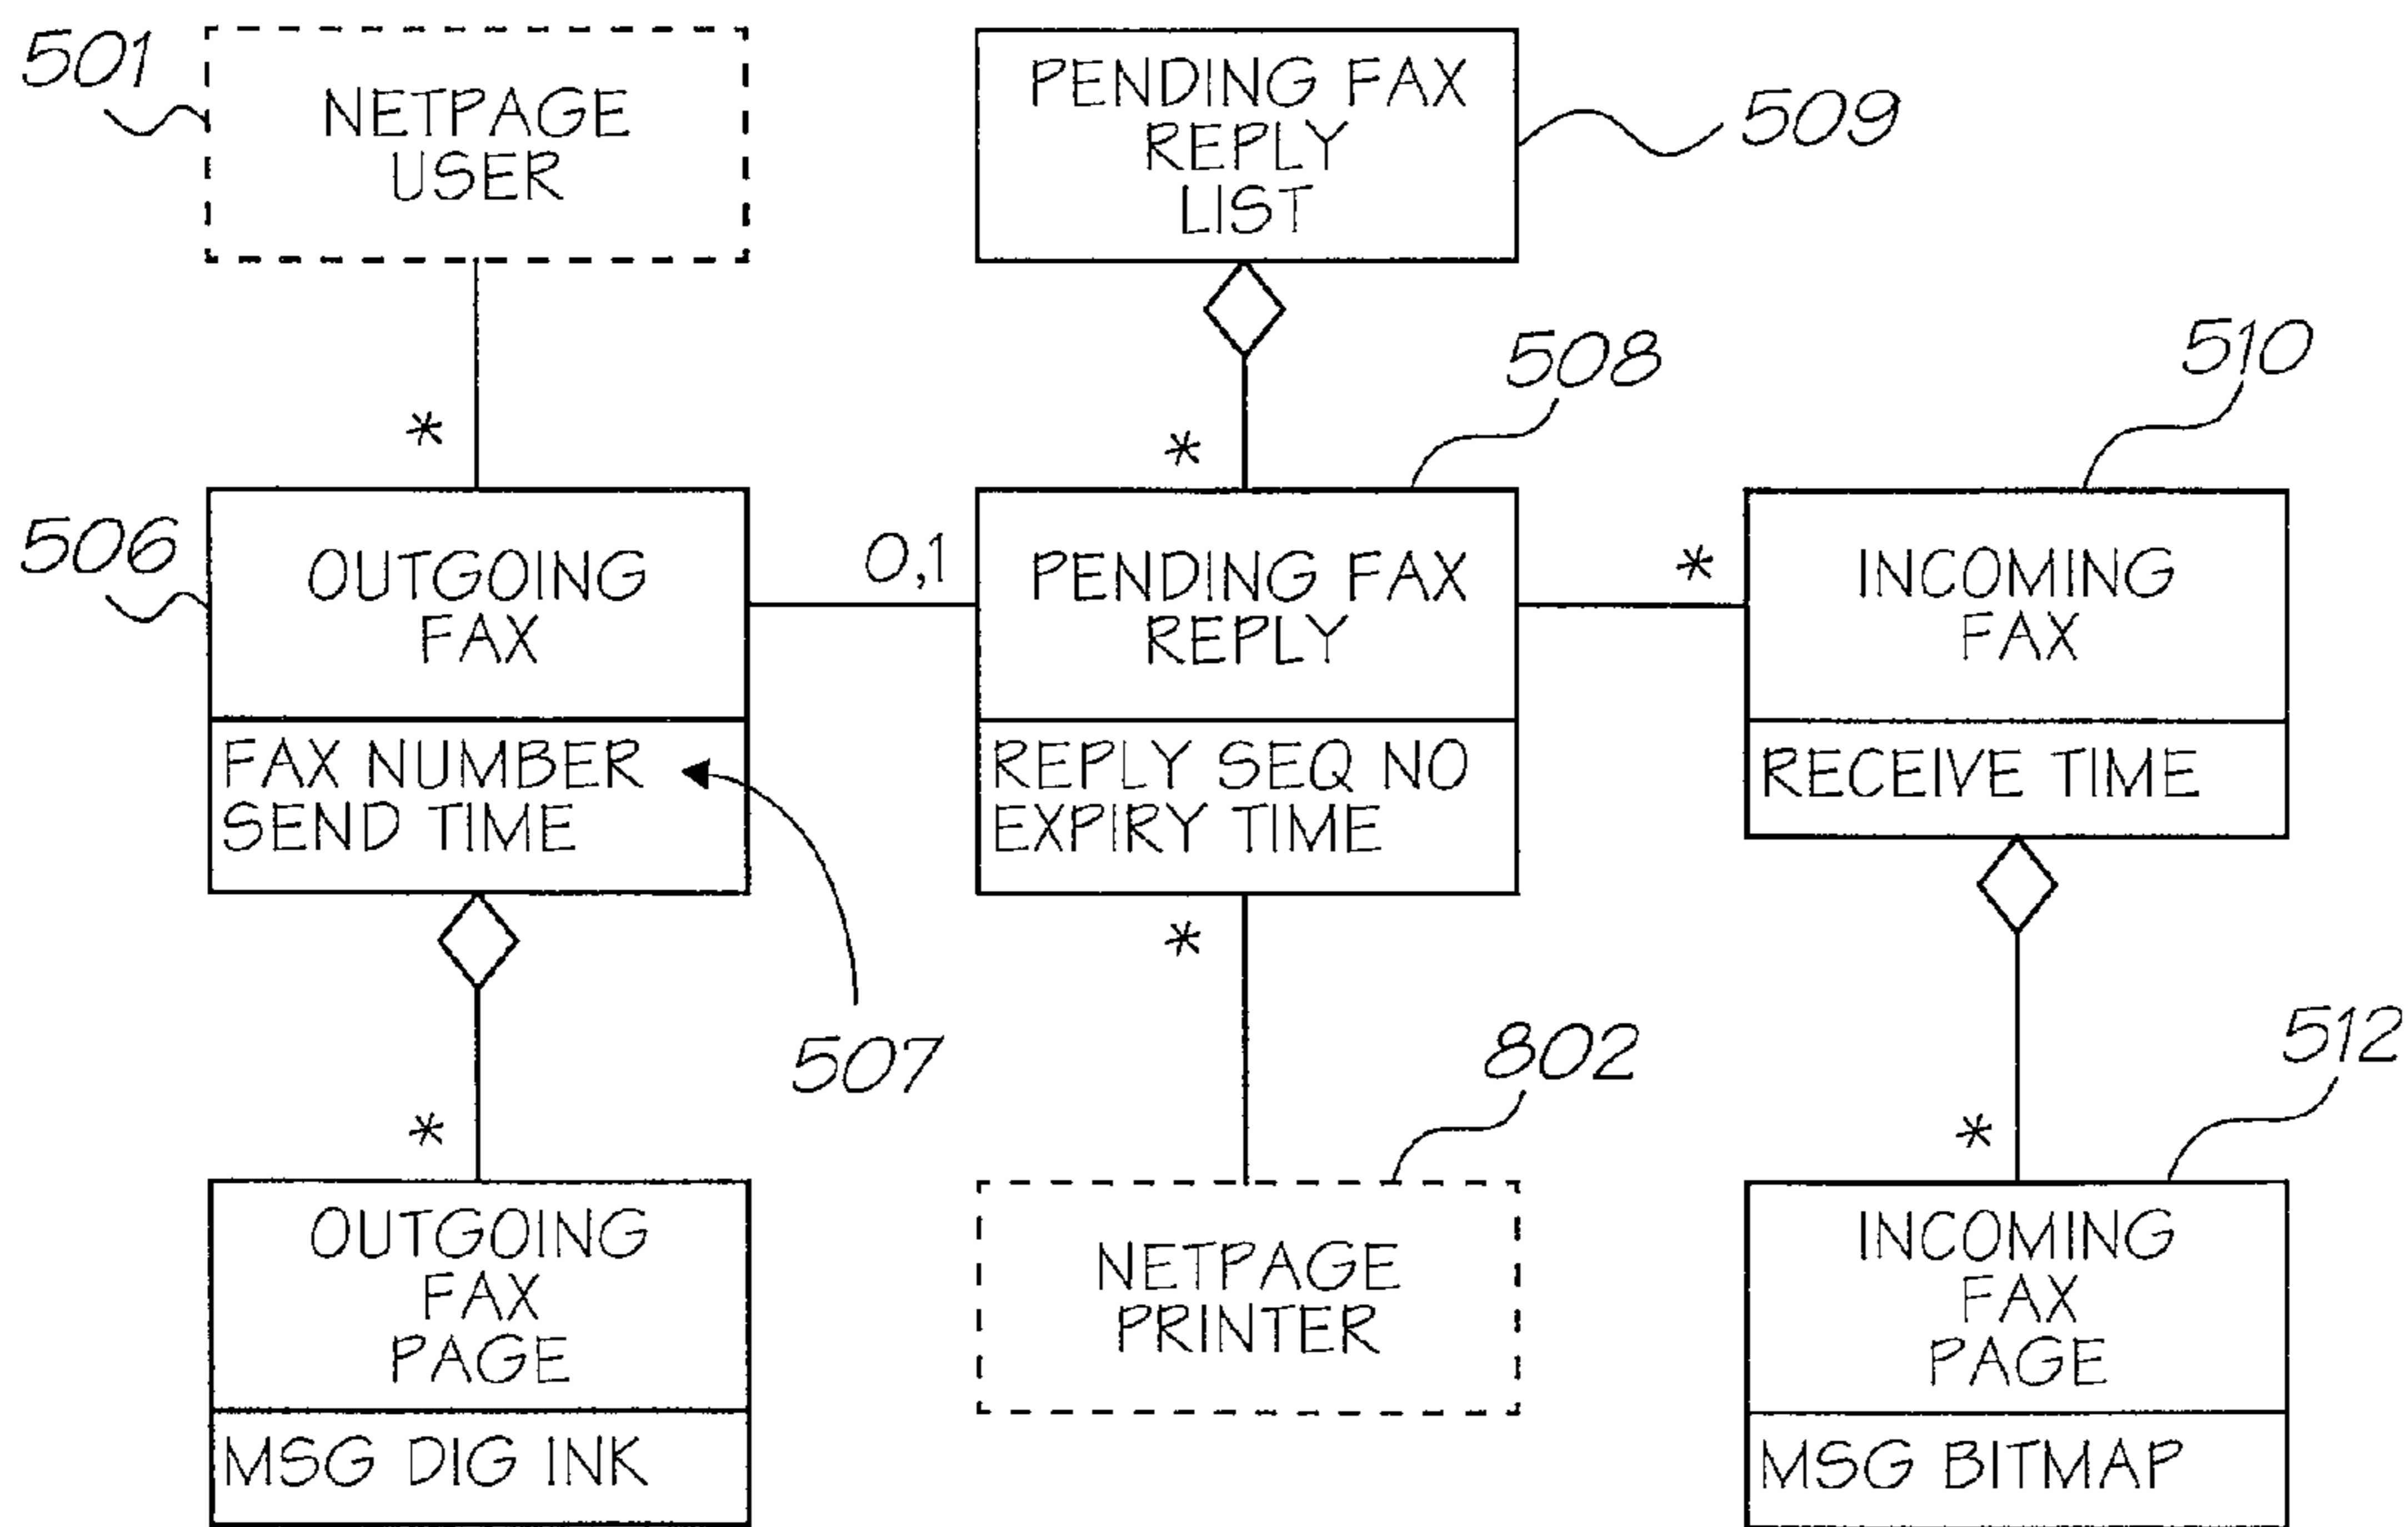 501
NETPAGE
USER
PENDING FAX
REPLY
LIST
509
*
*
508
510
506
OUTGOING
FAX
0,1
PENDING FAX
REPLY
*
INCOMING
FAX
FAX NUMBER
SEND TIME
REPLY SEQ NO
EXPIRY TIME
RECEIVE TIME
507
*
802
512
*
*
OUTGOING
FAX
PAGE
MSG DIG INK
NETPAGE
PRINTER
INCOMING
FAX
PAGE
MSG BITMAP